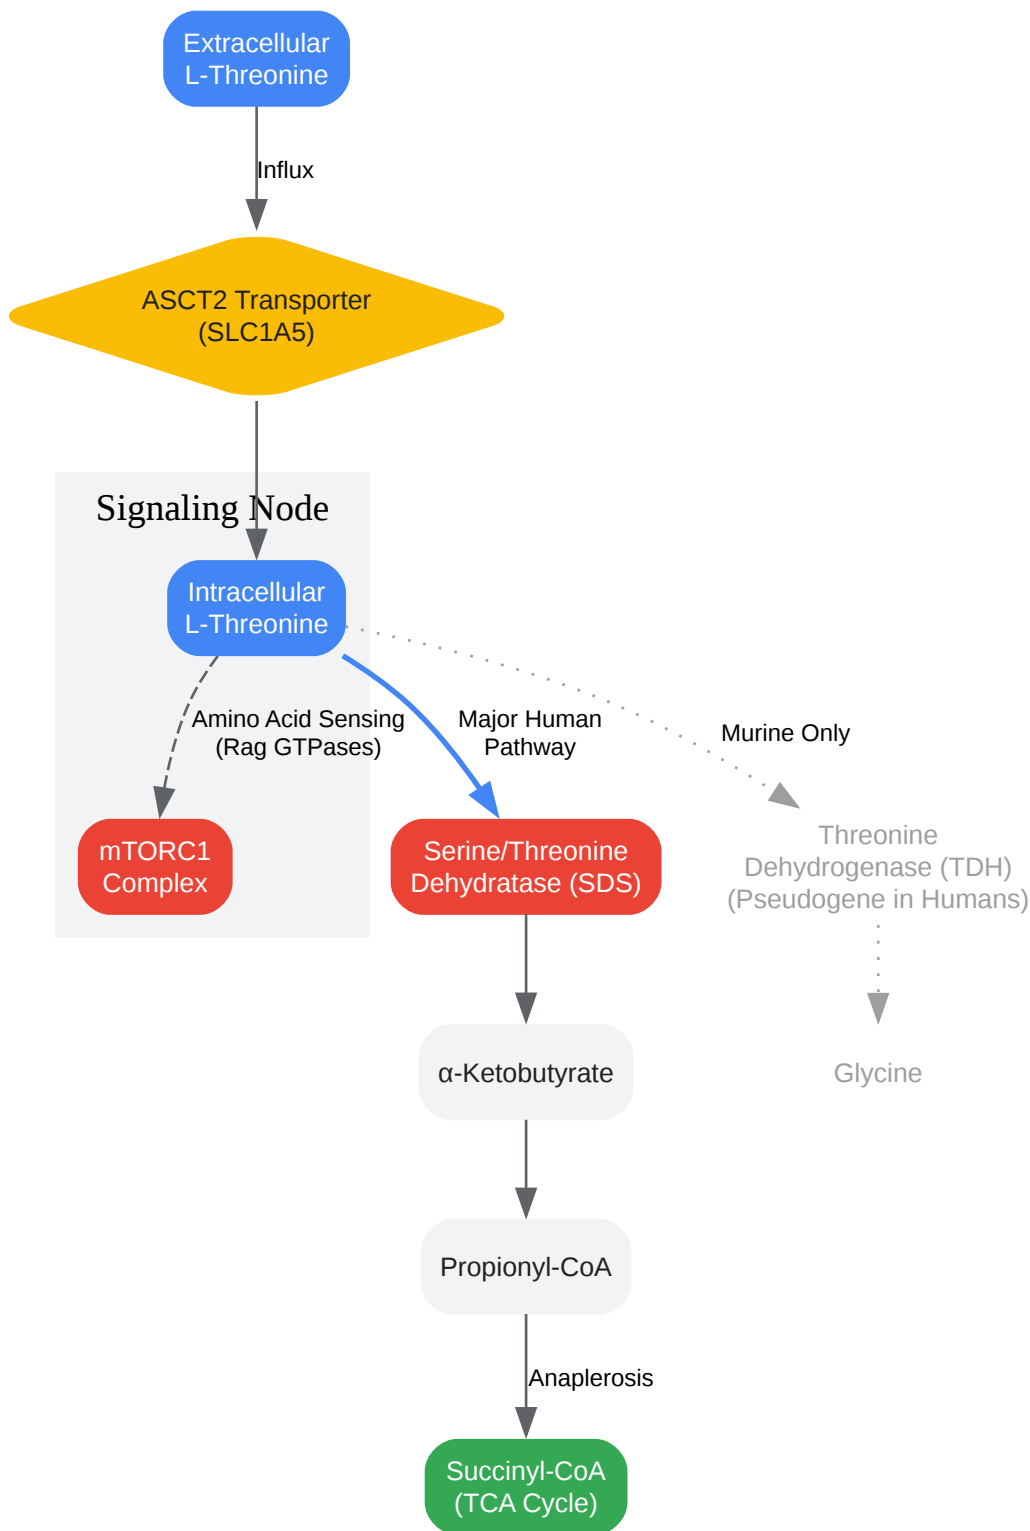 Extracellular
L-Threonine
Influx
ASCT2 Transporter
(SLC1A5)
Signaling Node
Intracellular
L-Threonine
Amino Acid Sensing
(Rag GTPases)
Major Human
Pathway
Murine Only
mTORC1
Complex
Serine/Threonine
Dehydratase (SDS)
Threonine
Dehydrogenase (TDH)
(Pseudogene in Humans)
α-Ketobutyrate
Glycine
Propionyl-CoA
Anaplerosis
Succinyl-CoA
(TCA Cycle)